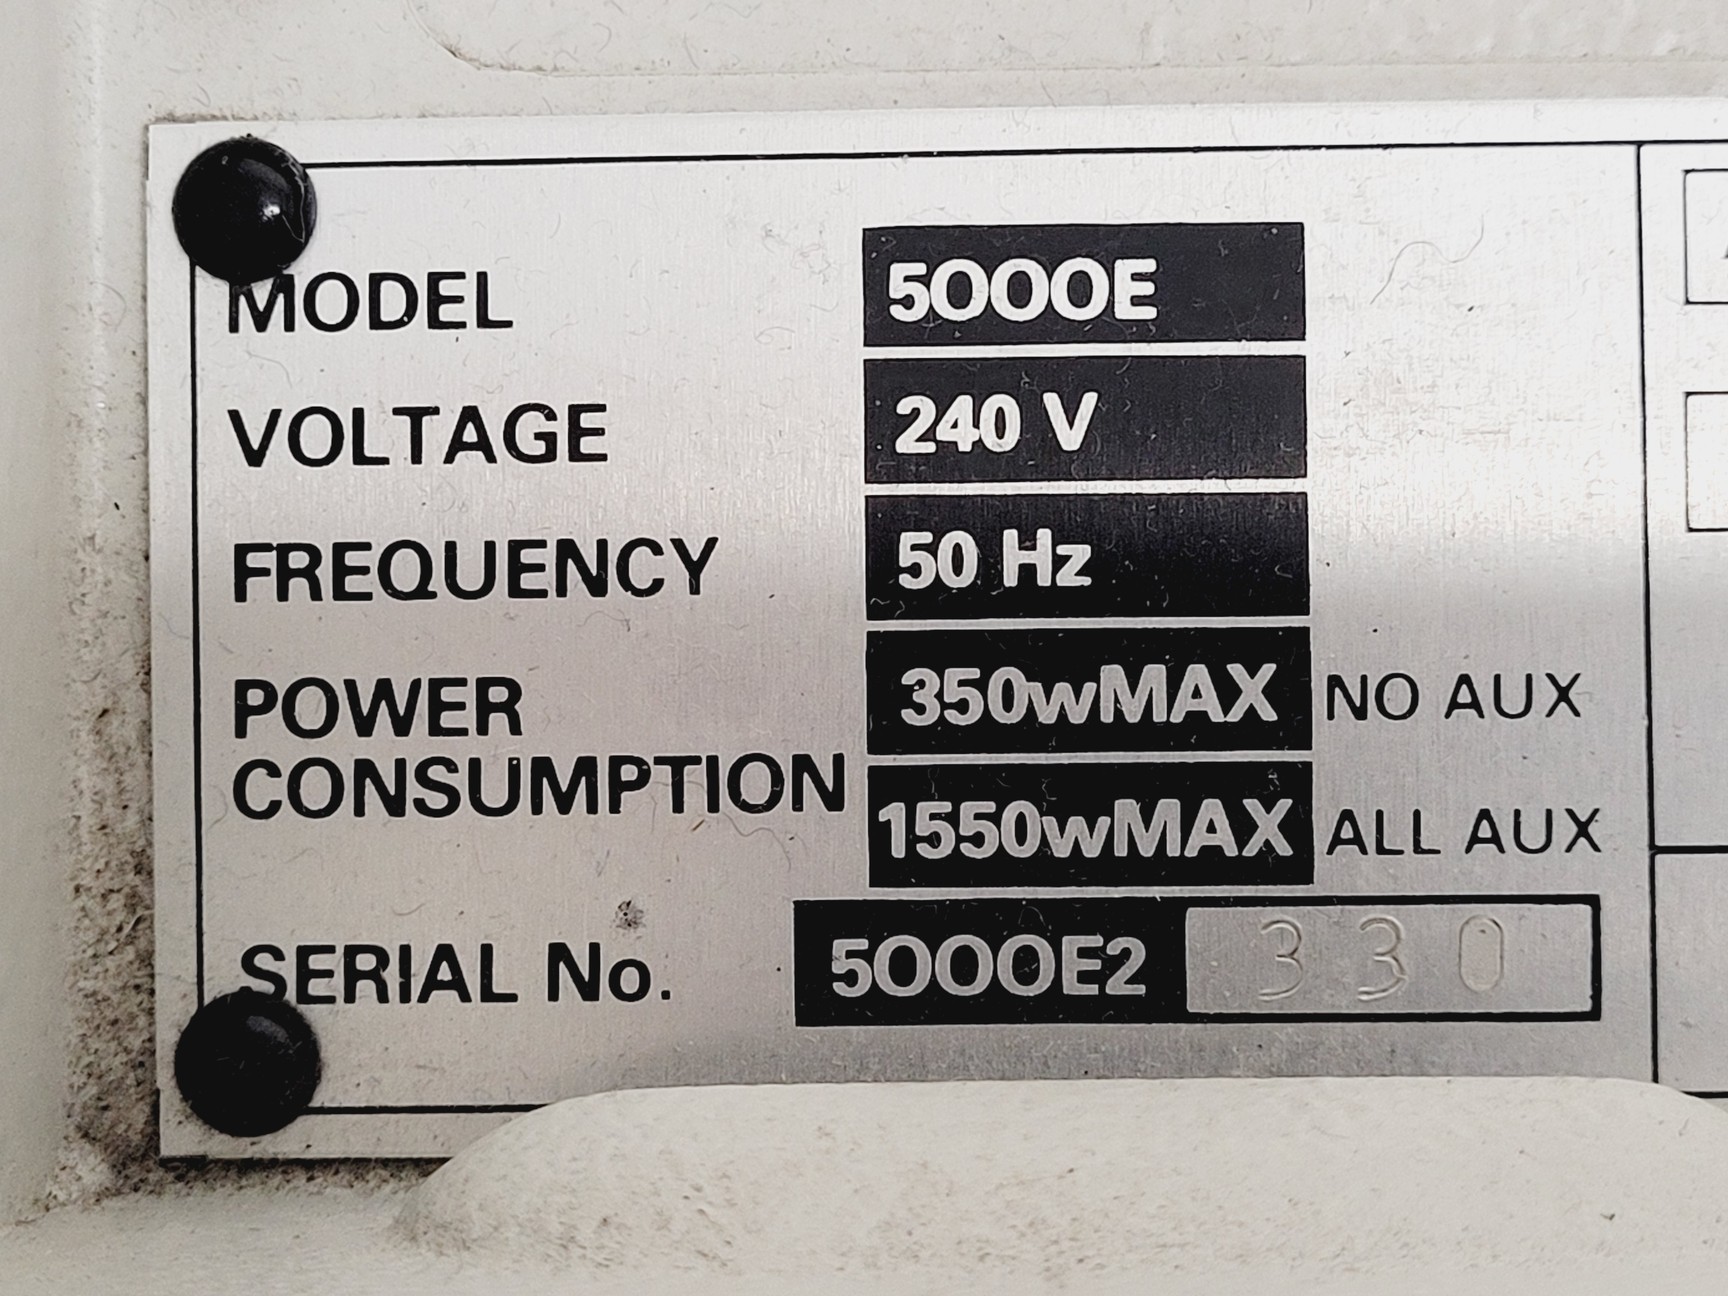 MODEL 5000E
VOLTAGE 240 V
FREQUENCY 50 Hz
POWER CONSUMPTION 350wMAX NO AUX
1550wMAX ALL AUX
SERIAL No. 5000E2 330